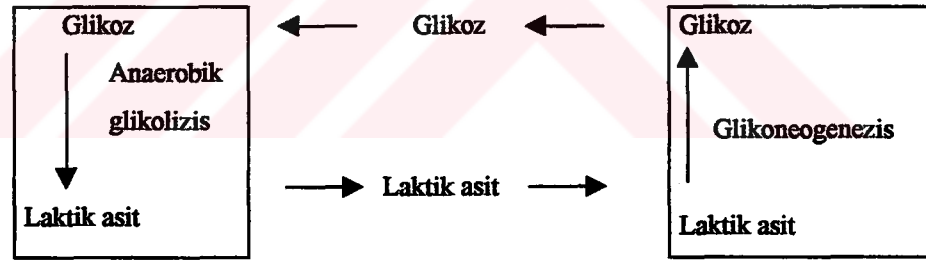 Glikoz
Glikoz
Glikoz
Anaerobik
glikolizis
Glikoneogenezis
Laktik asit
Laktik asit
Laktik asit